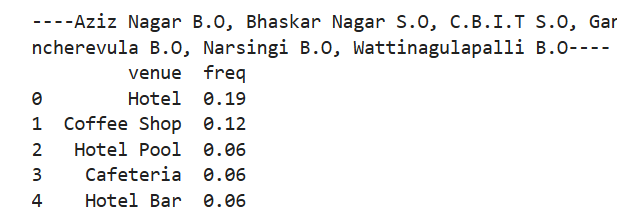 ----Aziz Nagar B.O, Bhaskar Nagar S.O, C.B.I.T S.O, Gar
ncherevula B.O, Narsingi B.O, Wattinagulapalli B.O----
venue freq
0 Hotel 0.19
1 Coffee Shop 0.12
2 Hotel Pool 0.06
3 Cafeteria 0.06
4 Hotel Bar 0.06